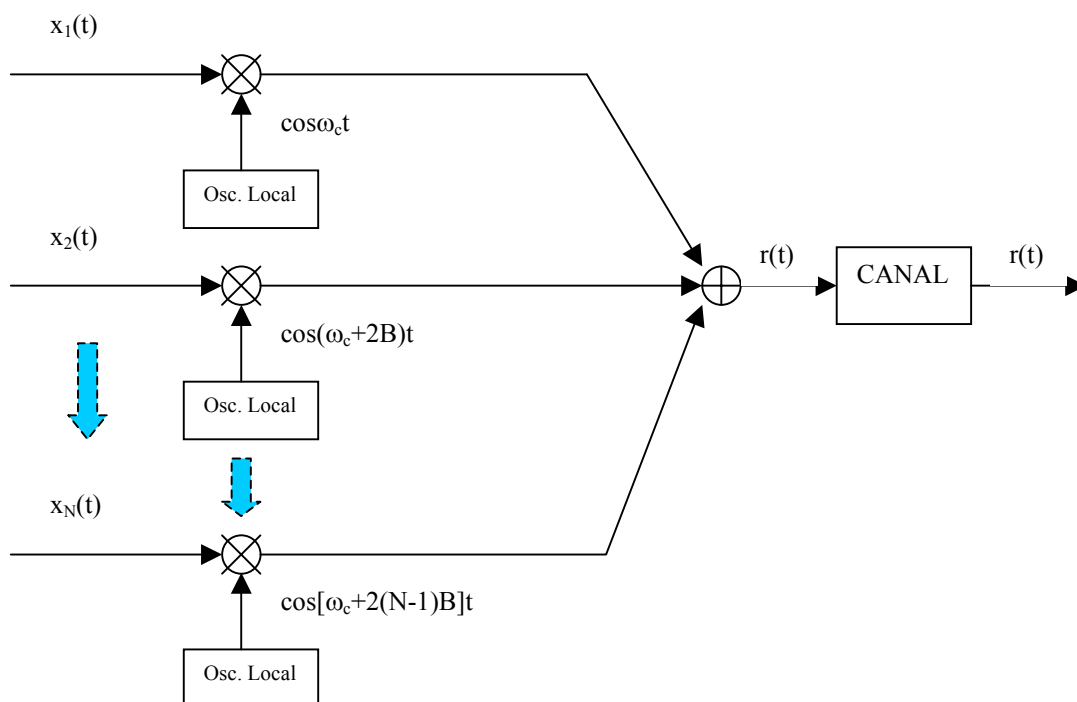 x₁(t)
cosω꜀t
Osc. Local
x₂(t)
r(t)
CANAL
r(t)
cos(ω꜀+2B)t
Osc. Local
x_N(t)
cos[ω꜀+2(N-1)B]t
Osc. Local